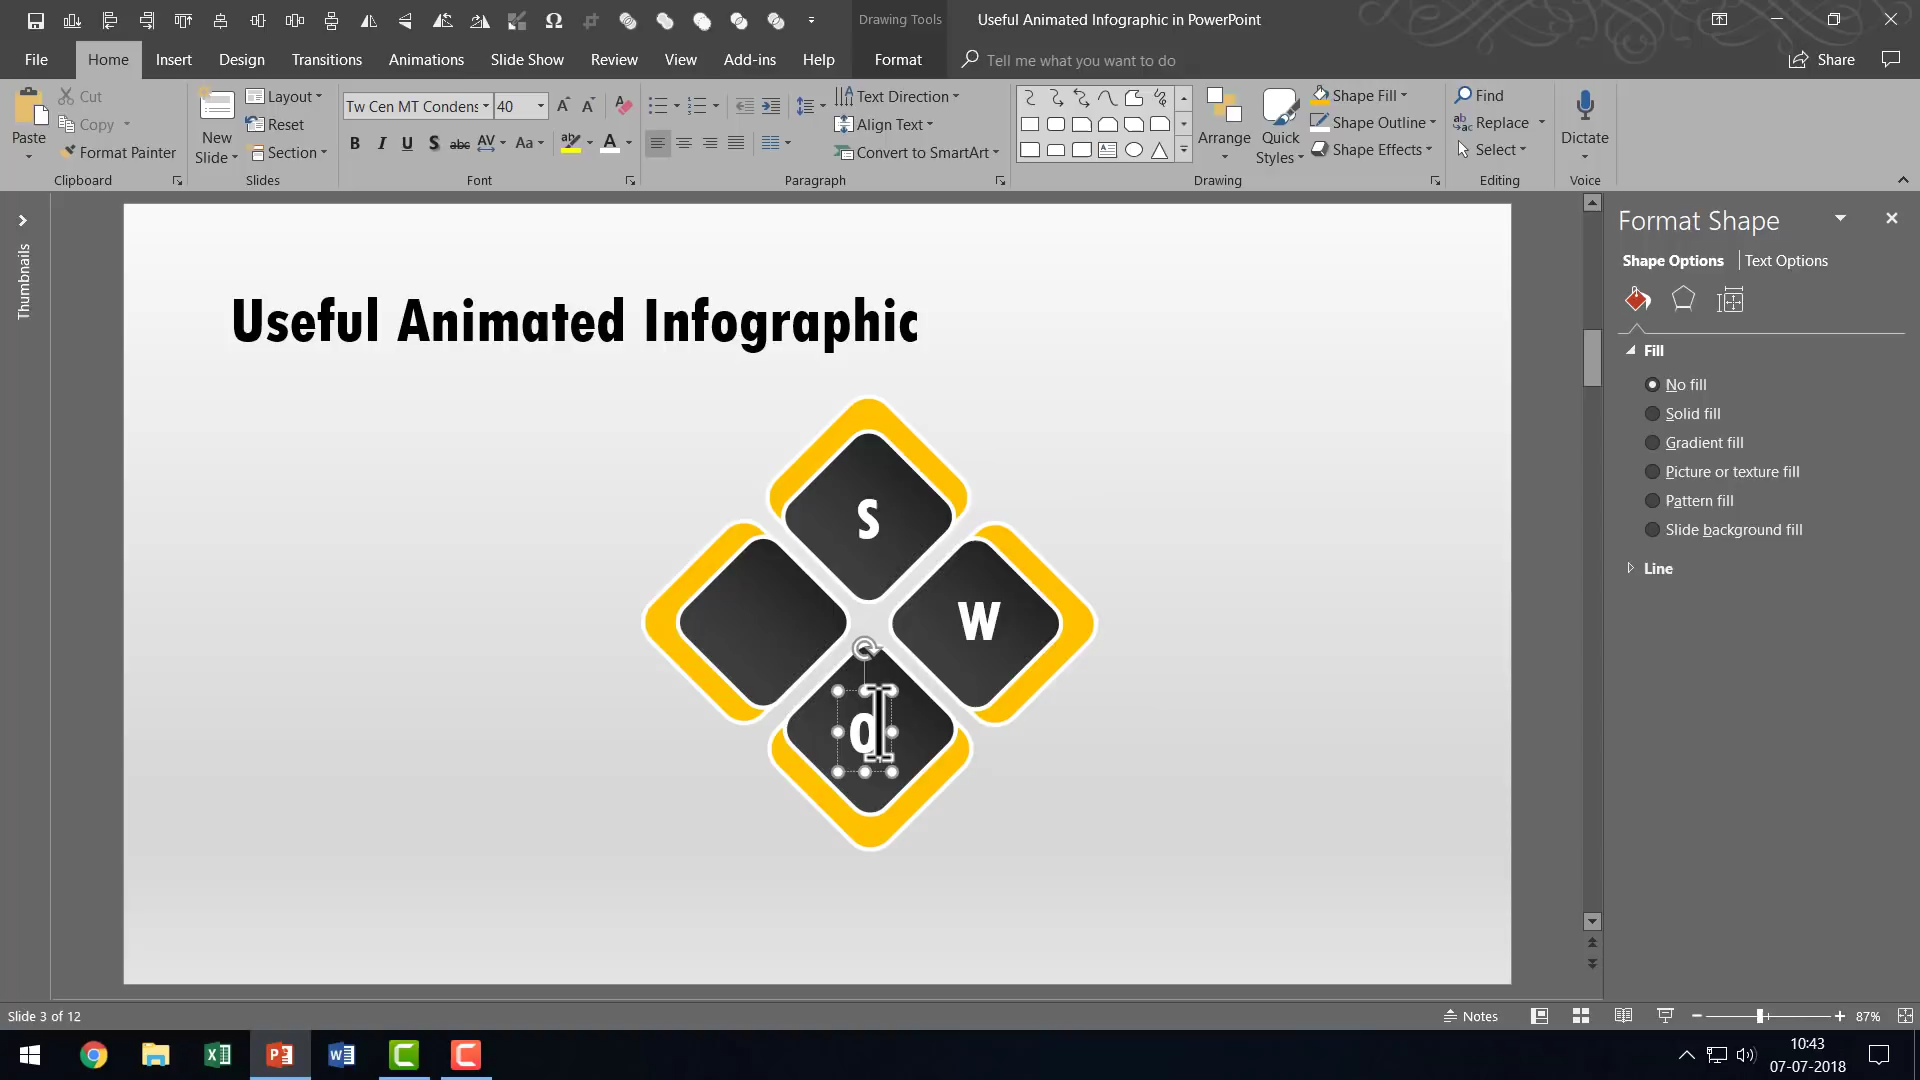 Drawing Tools
Useful Animated Infographic in PowerPoint
File Home Insert Design Transitions Animations Slide Show Review View Add-ins Help Format Tell me what you want to do Share
Paste
Cut
Copy
Format Painter
Clipboard
New Slide
Layout
Reset
Section
Slides
Tw Cen MT Condens 40
B I U S abc AV Aa A
Font
Text Direction
Align Text
Convert to SmartArt
Paragraph
Arrange
Quick Styles
Shape Fill
Shape Outline
Shape Effects
Drawing
Find
Replace
Select
Editing
Dictate
Voice
Thumbnails
Useful Animated Infographic
S
W
Format Shape
Shape Options Text Options
Fill
No fill
Solid fill
Gradient fill
Picture or texture fill
Pattern fill
Slide background fill
Line
Slide 3 of 12
Notes
87%
10:43
07-07-2018